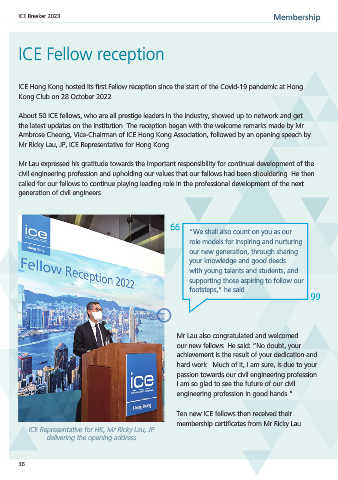 ICE Breaker 2023
Membership
ICE Fellow reception
ICE Hong Kong hosted its first Fellow reception since the start of the Covid-19 pandemic at Hong
Kong Club on 28 October 2022
About 50 ICE fellows, who are all prestige leaders in the industry, showed up to network and get
the latest updates on the Institution The reception began with the welcome remarks made by Mr
Ambrose Cheong, Vice-Chairman of ICE Hong Kong Association, followed by an opening speech by
Mr Ricky Lau, JP, ICE Representative for Hong Kong
Mr Lau expressed his gratitude towards the important responsibility for continual development of the
civil engineering profession and upholding our values that our fellows had been shouldering He then
called for our fellows to continue playing leading role in the professional development of the next
generation of civil engineers
ice
Fellow Reception 2022
ice
Hong Kong
ICE Representative for HK, Mr Ricky Lau, JP
delivering the opening address
“We shall also count on you as our
role models for inspiring and nurturing
our new generation, through sharing
your knowledge and good deeds
with young talents and students, and
supporting those aspiring to follow our
footsteps,” he said
Mr Lau also congratulated and welcomed
our new fellows He said: “No doubt, your
achievement is the result of your dedication and
hard work Much of it, I am sure, is due to your
passion towards our civil engineering profession
I am so glad to see the future of our civil
engineering profession in good hands ”
Ten new ICE fellows then received their
membership certificates from Mr Ricky Lau
36